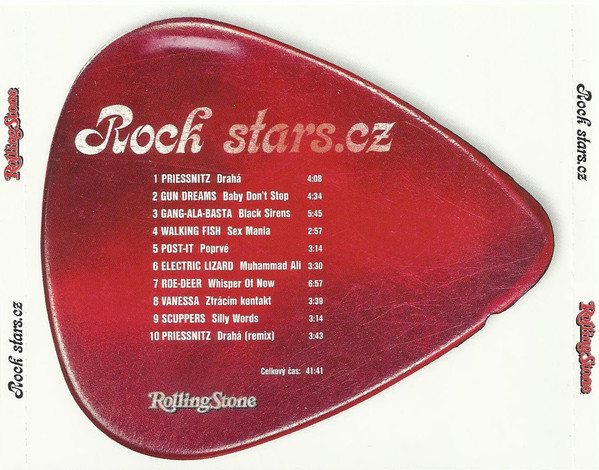 Rock stars.cz
1 PRIESSNITZ Drahá 4:08
2 GUN DREAMS Baby Don't Stop 4:34
3 GANG-ALA-BASTA Black Sirens 5:45
4 WALKING FISH Sex Mania 2:57
5 POST-IT Poprvé 3:14
6 ELECTRIC LIZARD Muhammad Ali 3:30
7 ROE-DEER Whisper Of Now 6:57
8 VANESSA Ztrácím kontakt 3:39
9 SCUPPERS Silly Words 3:14
10 PRIESSNITZ Drahá (remix) 3:43
Celkový čas: 41:41
RollingStone
RollingStone
Rock stars.cz
Rock stars.cz
RollingStone